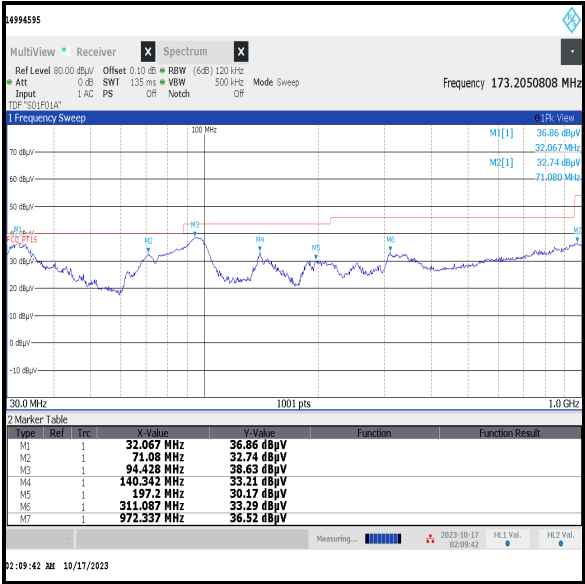 14994595
MultiView Receiver X Spectrum X
Ref Level 80.00 dBµV Offset 0.10 dB RBW (6dB) 120 kHz
Att 0 dB SWT 135 ms VBW 500 kHz Mode Sweep
Input 1 AC PS Off Notch Off
Frequency 173.2050808 MHz
TDF "S01F01A"
1 Frequency Sweep 1Pk View
100 MHz
M1[1] 36.86 dBµV
32.067 MHz
M2[1] 32.74 dBµV
71.080 MHz
70 dBµV
60 dBµV
50 dBµV
40 dBµV
30 dBµV
20 dBµV
10 dBµV
0 dBµV
-10 dBµV
M1
M2
M3
M4
M5
M6
M7
30.0 MHz 1001 pts 1.0 GHz
2 Marker Table
Type Ref Trc X-Value Y-Value Function Function Result
M1 1 32.067 MHz 36.86 dBµV
M2 1 71.08 MHz 32.74 dBµV
M3 1 94.428 MHz 38.63 dBµV
M4 1 140.342 MHz 33.21 dBµV
M5 1 197.2 MHz 30.17 dBµV
M6 1 311.087 MHz 33.29 dBµV
M7 1 972.337 MHz 36.52 dBµV
Measuring... 2023-10-17 HL1 Val. HL2 Val.
02:09:42
02:09:42 AM 10/17/2023